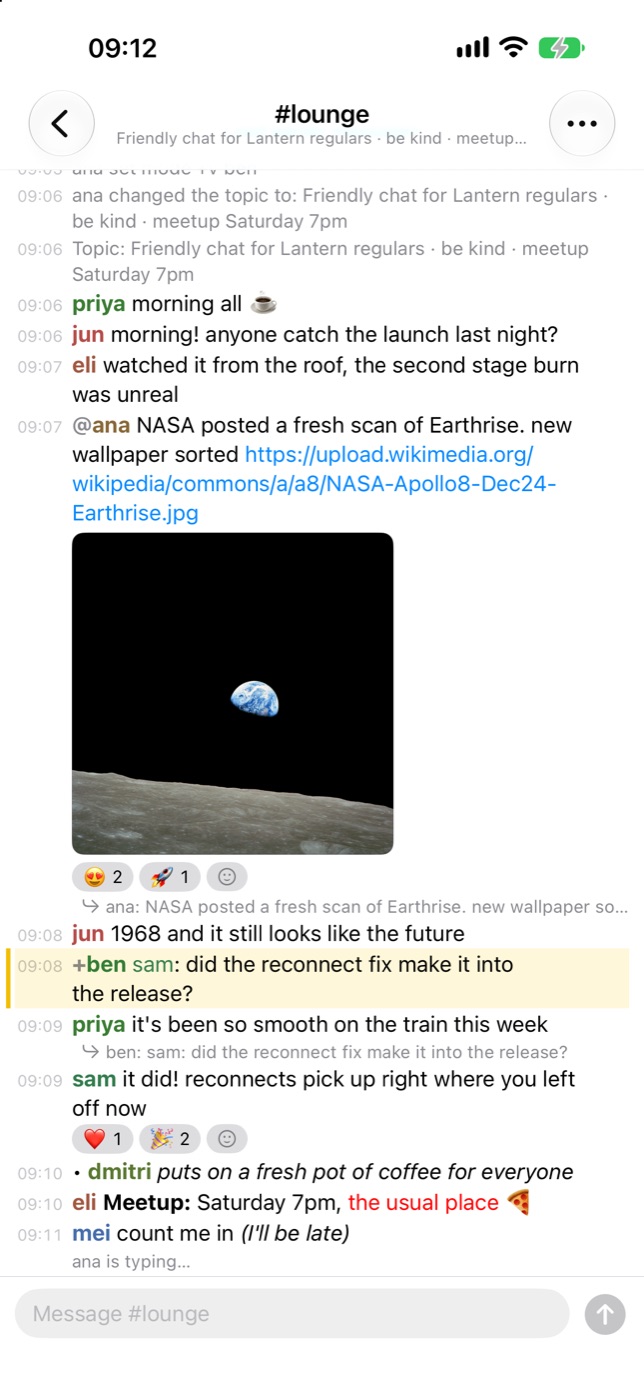 09:12
#lounge
Friendly chat for Lantern regulars · be kind · meetup...
09:06 ana changed the topic to: Friendly chat for Lantern regulars ·
be kind · meetup Saturday 7pm
09:06 Topic: Friendly chat for Lantern regulars · be kind · meetup
Saturday 7pm
09:06 priya morning all ☕
09:06 jun morning! anyone catch the launch last night?
09:07 eli watched it from the roof, the second stage burn
was unreal
09:07 @ana NASA posted a fresh scan of Earthrise. new
wallpaper sorted https://upload.wikimedia.org/
wikipedia/commons/a/a8/NASA-Apollo8-Dec24-
Earthrise.jpg
😍 2 🚀 1
ana: NASA posted a fresh scan of Earthrise. new wallpaper so...
09:08 jun 1968 and it still looks like the future
09:08 +ben sam: did the reconnect fix make it into
the release?
09:09 priya it's been so smooth on the train this week
ben: sam: did the reconnect fix make it into the release?
09:09 sam it did! reconnects pick up right where you left
off now
❤️ 1 🎉 2
09:10 • dmitri puts on a fresh pot of coffee for everyone
09:10 eli Meetup: Saturday 7pm, the usual place 🍕
09:11 mei count me in (I'll be late)
ana is typing...
Message #lounge